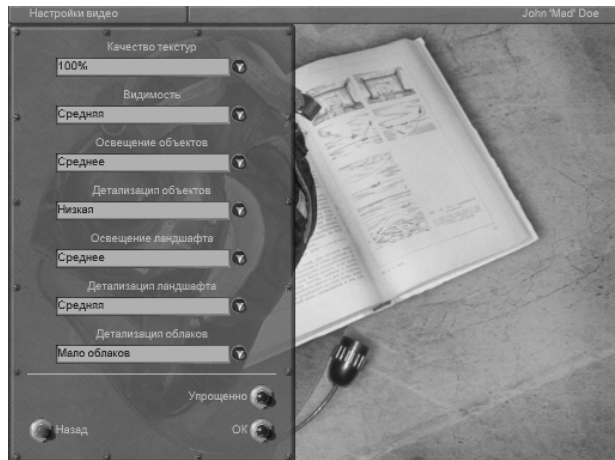 Настройки видео
John "Mad" Doe
Качество текстур
100%
Видимость
Средняя
Освещение объектов
Среднее
Детализация объектов
Низкая
Освещение ландшафта
Среднее
Детализация ландшафта
Средняя
Детализация облаков
Мало облаков
Упрощенно
Назад
ОК